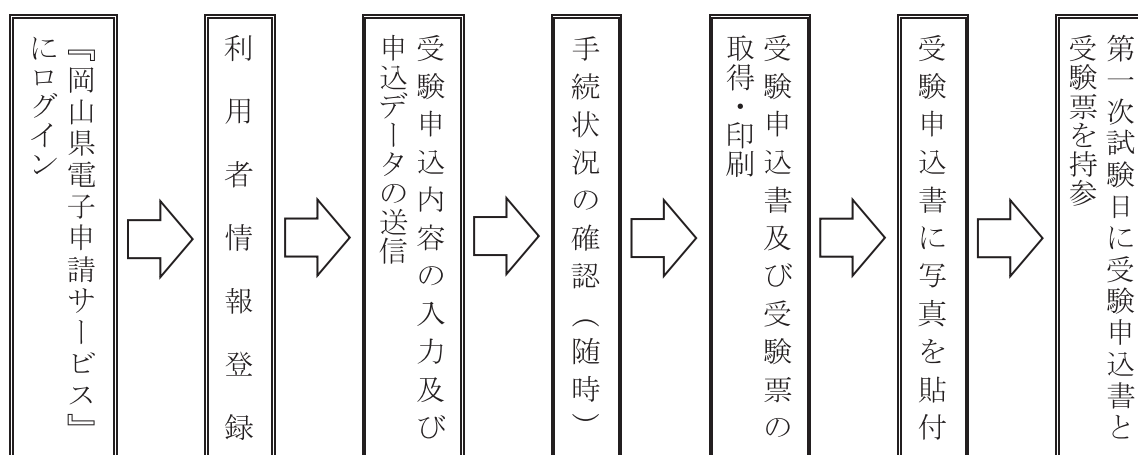 『岡山県電子申請サービス』
にログイン
利用者情報登録
受験申込内容の入力及び
申込データの送信
手続状況の確認（随時）
受験申込書及び受験票の
取得・印刷
受験申込書に写真を貼付
第一次試験日に受験申込書と
受験票を持参